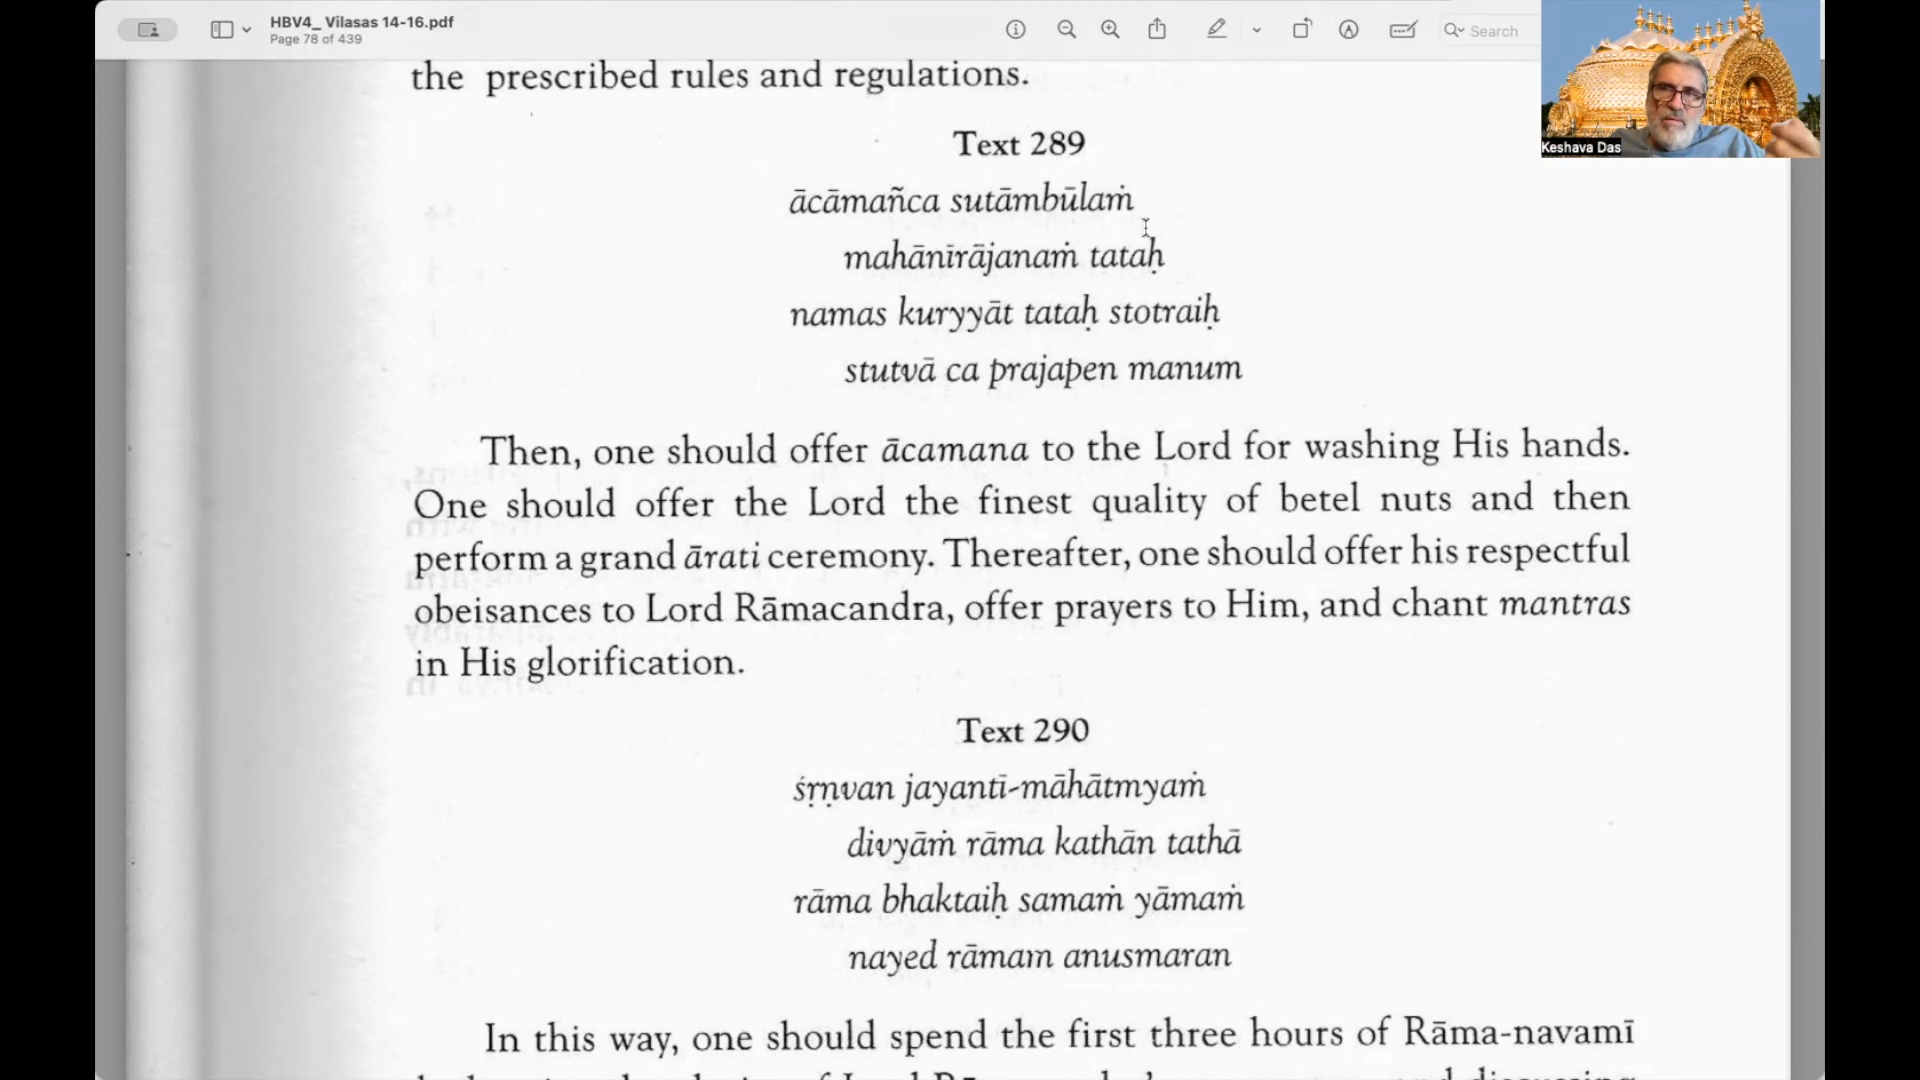 HBV4_ Vilasas 14-16.pdf
Page 78 of 439
Search
Keshava Das
the prescribed rules and regulations.
Text 289
ācāmañca sutāmbūlaṁ
mahānīrājanaṁ tataḥ
namas kuryyāt tataḥ stotraiḥ
stutvā ca prajapen manum
Then, one should offer ācamana to the Lord for washing His hands.
One should offer the Lord the finest quality of betel nuts and then
perform a grand ārati ceremony. Thereafter, one should offer his respectful
obeisances to Lord Rāmacandra, offer prayers to Him, and chant mantras
in His glorification.
Text 290
śṛṇvan jayantī-māhātmyaṁ
divyāṁ rāma kathān tathā
rāma bhaktaiḥ samaṁ yāmaṁ
nayed rāmam anusmaran
In this way, one should spend the first three hours of Rāma-navamī